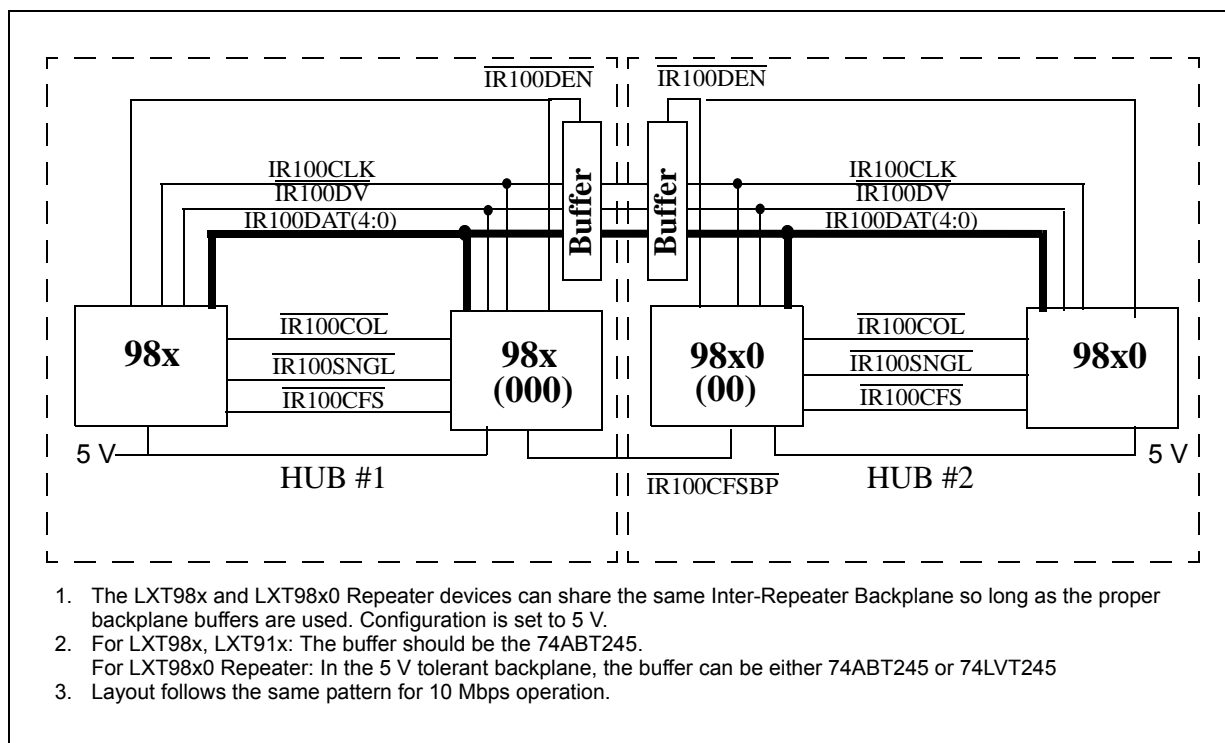 IR100DEN IR100DEN
IR100CLK IR100CLK
IR100DV IR100DV
IR100DAT(4:0) IR100DAT(4:0)
Buffer Buffer
98x IR100COL 98x (000) 98x0 (00) IR100COL 98x0
IR100SNGL IR100SNGL
IR100CFS IR100CFS
5 V 5 V
HUB #1 IR100CFSBP HUB #2
1. The LXT98x and LXT98x0 Repeater devices can share the same Inter-Repeater Backplane so long as the proper
backplane buffers are used. Configuration is set to 5 V.
2. For LXT98x, LXT91x: The buffer should be the 74ABT245.
For LXT98x0 Repeater: In the 5 V tolerant backplane, the buffer can be either 74ABT245 or 74LVT245
3. Layout follows the same pattern for 10 Mbps operation.